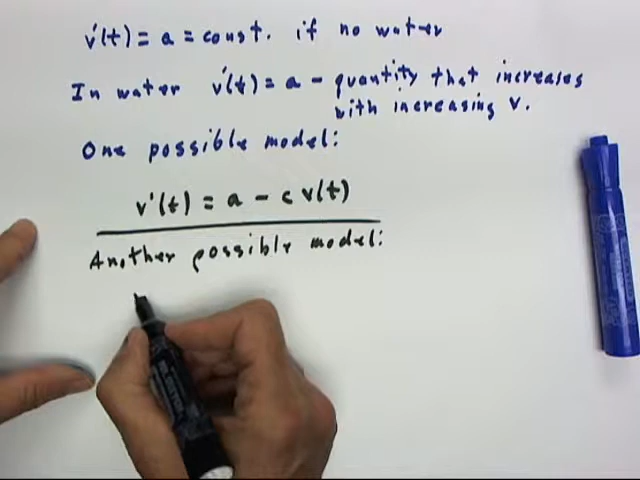 v'(t) = a = const. if no water
In water v'(t) = a - quantity that increases
with increasing v.
One possible model:
v'(t) = a - c v(t)
Another possible model: